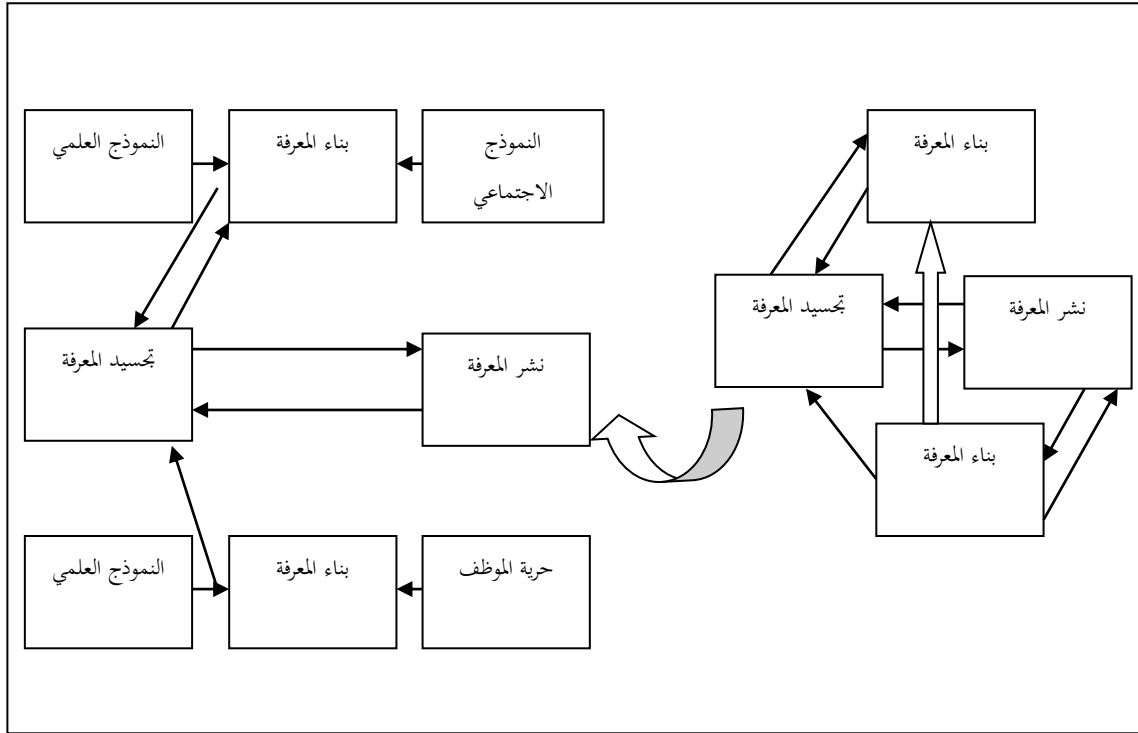 بناء المعرفة
النموذج
الاجتماعي
بناء المعرفة
النموذج العلمي
نشر المعرفة
تجسيد المعرفة
نشر المعرفة
تجسيد المعرفة
بناء المعرفة
حرية الموظف
بناء المعرفة
النموذج العلمي